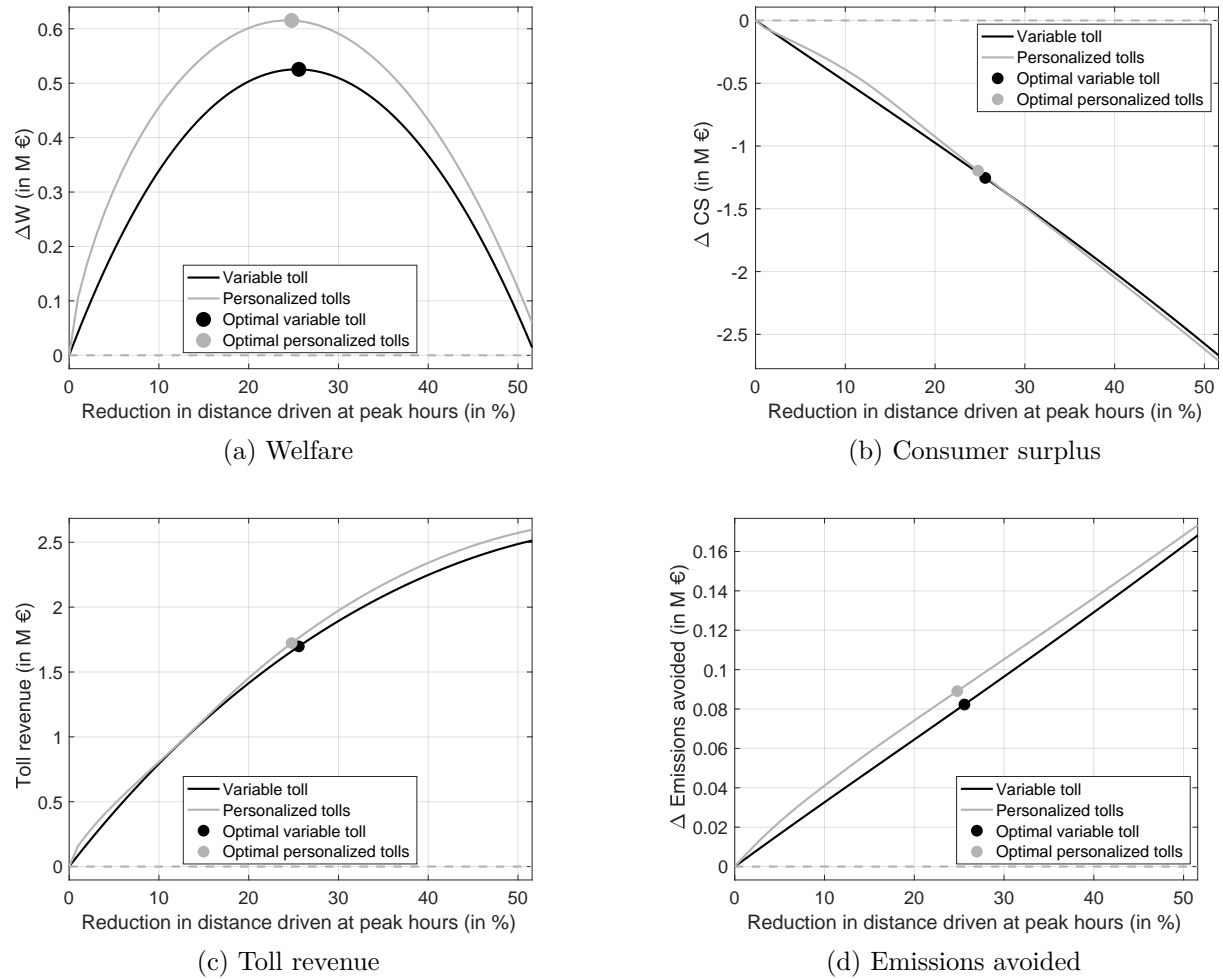 0.6
0.5
0.4
0.3
0.2
0.1
0
ΔW (in M €)
Variable toll
Personalized tolls
Optimal variable toll
Optimal personalized tolls
0 10 20 30 40 50
Reduction in distance driven at peak hours (in %)
(a) Welfare
0
-0.5
-1
-1.5
-2
-2.5
Δ CS (in M €)
Variable toll
Personalized tolls
Optimal variable toll
Optimal personalized tolls
0 10 20 30 40 50
Reduction in distance driven at peak hours (in %)
(b) Consumer surplus
2.5
2
1.5
1
0.5
0
Toll revenue (in M €)
Variable toll
Personalized tolls
Optimal variable toll
Optimal personalized tolls
0 10 20 30 40 50
Reduction in distance driven at peak hours (in %)
(c) Toll revenue
0.16
0.14
0.12
0.1
0.08
0.06
0.04
0.02
0
Δ Emissions avoided (in M €)
Variable toll
Personalized tolls
Optimal variable toll
Optimal personalized tolls
0 10 20 30 40 50
Reduction in distance driven at peak hours (in %)
(d) Emissions avoided